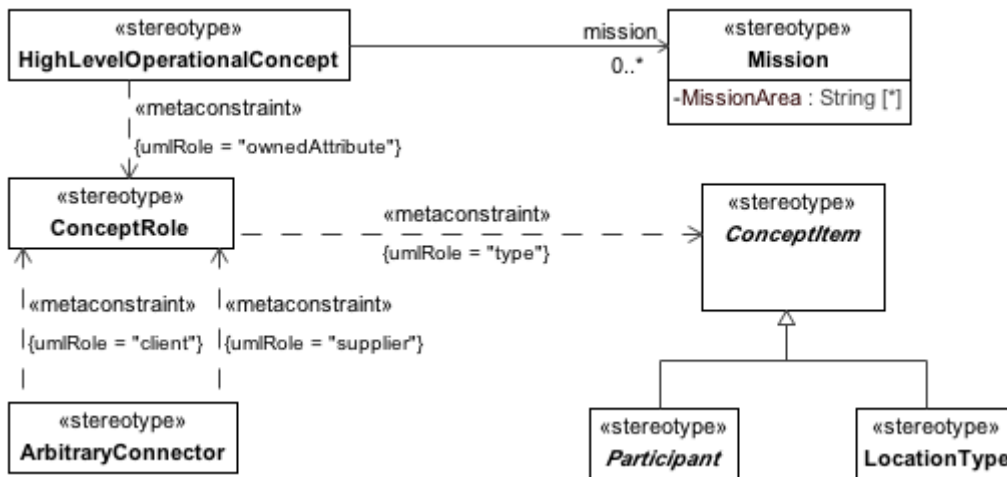 «stereotype»
HighLevelOperationalConcept
mission
0..*
«stereotype»
Mission
-MissionArea : String [*]
«metaconstraint»
{umlRole = "ownedAttribute"}
«stereotype»
ConceptRole
«metaconstraint»
{umlRole = "type"}
«stereotype»
ConceptItem
«metaconstraint»
{umlRole = "client"}
«metaconstraint»
{umlRole = "supplier"}
«stereotype»
ArbitraryConnector
«stereotype»
Participant
«stereotype»
LocationType